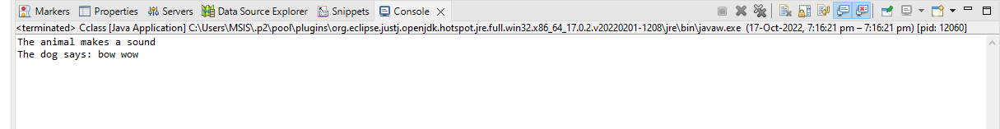 Markers Properties Servers Data Source Explorer Snippets Console
<terminated> Cclass [Java Application] C:\Users\MSIS\.p2\pool\plugins\org.eclipse.justj.openjdk.hotspot.jre.full.win32.x86_64_17.0.2.v20220201-1208\jre\bin\javaw.exe (17-Oct-2022, 7:16:21 pm – 7:16:21 pm) [pid: 12060]
The animal makes a sound
The dog says: bow wow